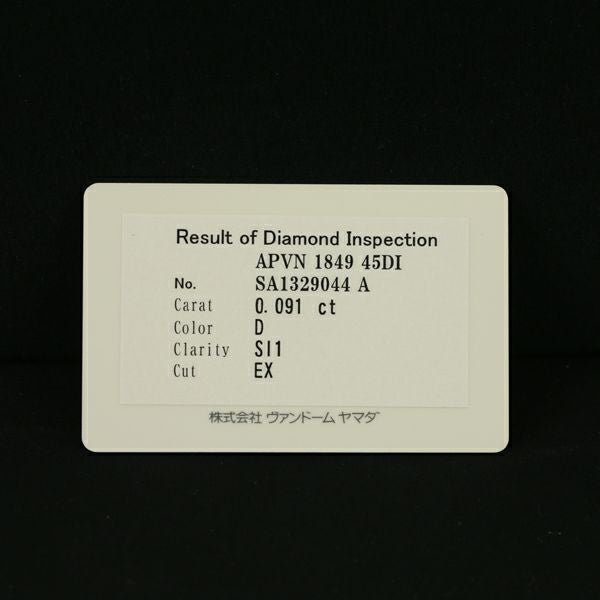 Result of Diamond Inspection
APVN 1849 45DI
No. SA1329044 A
Carat 0.091 ct
Color D
Clarity SI1
Cut EX
株式会社 ヴァンドーム ヤマダ